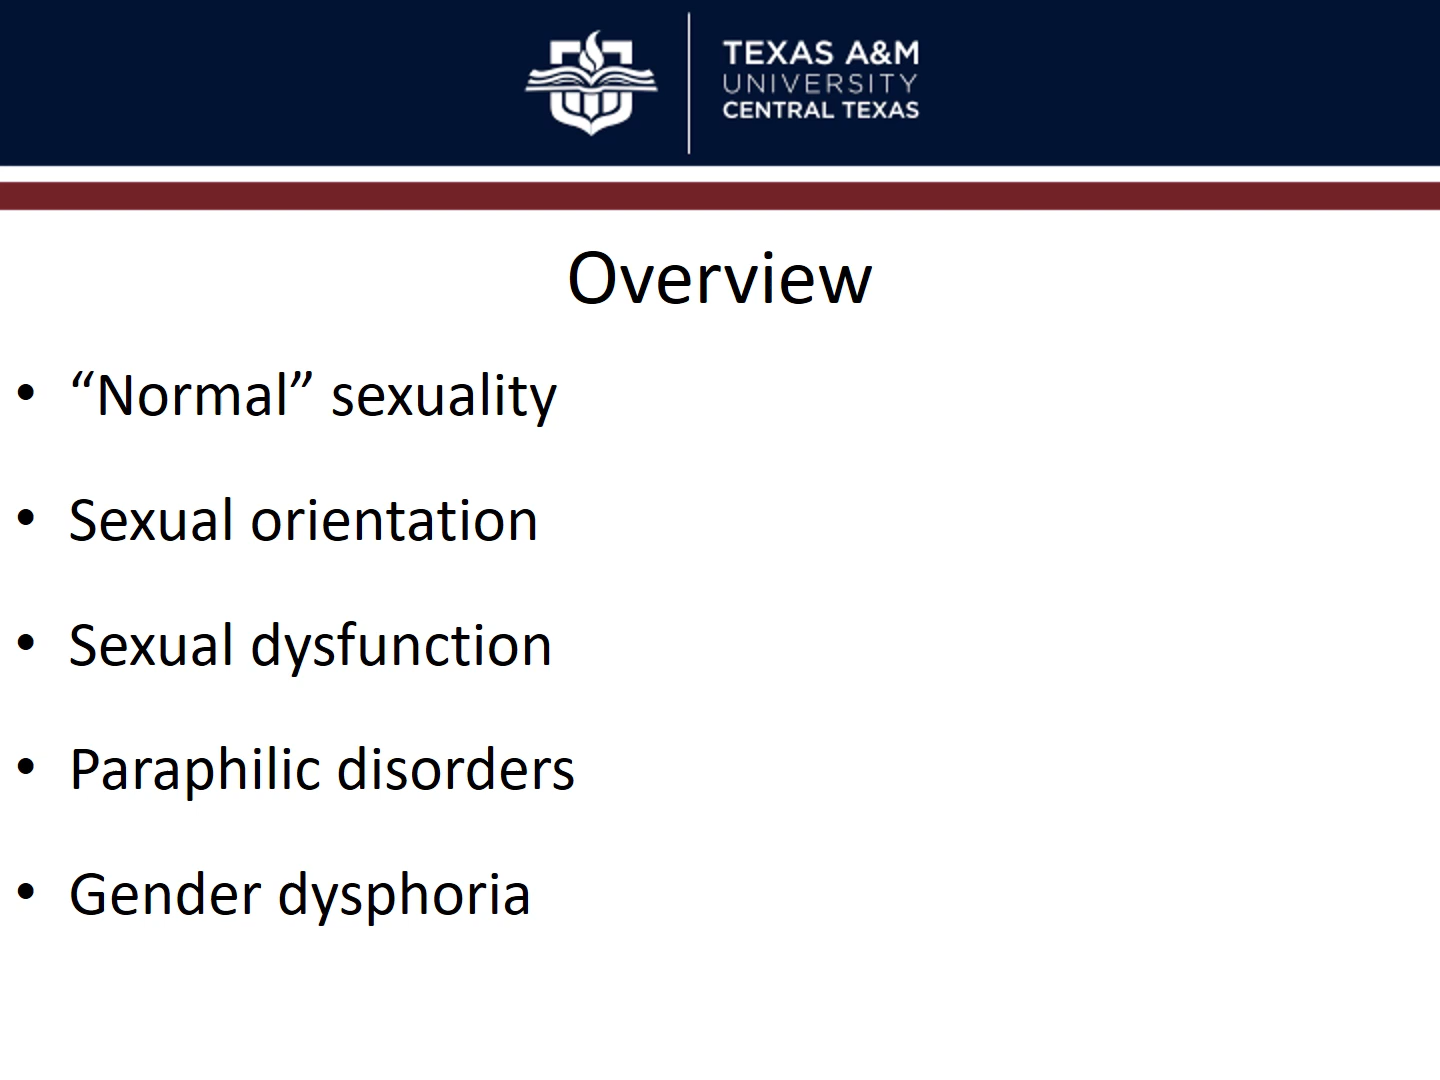 TEXAS A&M
UNIVERSITY
CENTRAL TEXAS
Overview
• “Normal” sexuality
• Sexual orientation
• Sexual dysfunction
• Paraphilic disorders
• Gender dysphoria